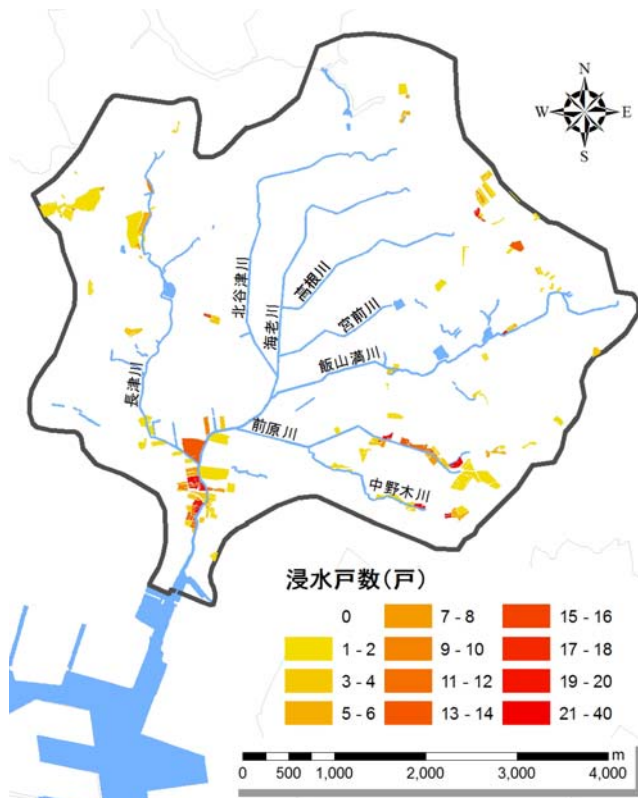 N
W
E
S
北谷津川
海老川
高根川
宮前川
飯山満川
長津川
前原川
中野木川
浸水戸数(戸)
0
7 - 8
15 - 16
1 - 2
9 - 10
17 - 18
3 - 4
11 - 12
19 - 20
5 - 6
13 - 14
21 - 40
m
0 500 1,000 2,000 3,000 4,000